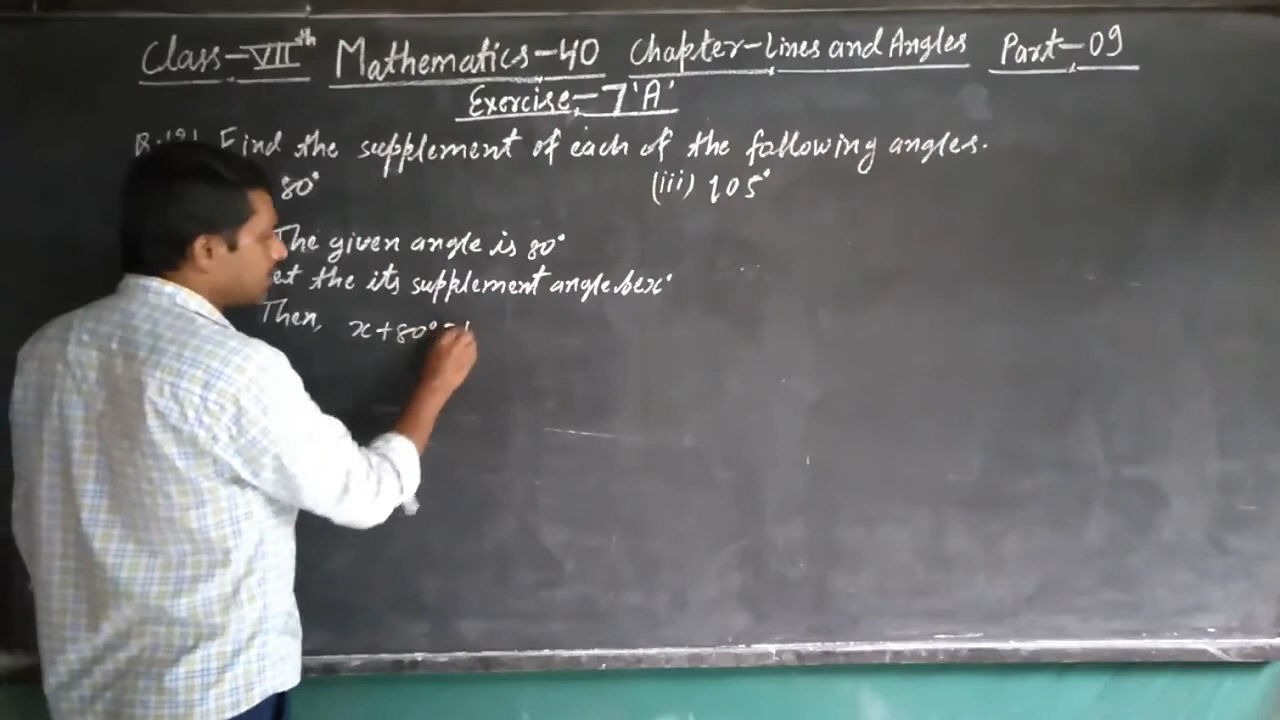 Class-VIIth Mathematics-40 Chapter-Lines and Angles Part-09
Exercise:-7'A'
Find the supplement of each of the following angles.
80° (iii) 105°
The given angle is 80°
the its supplement angle be x°
Then, x+80°=1